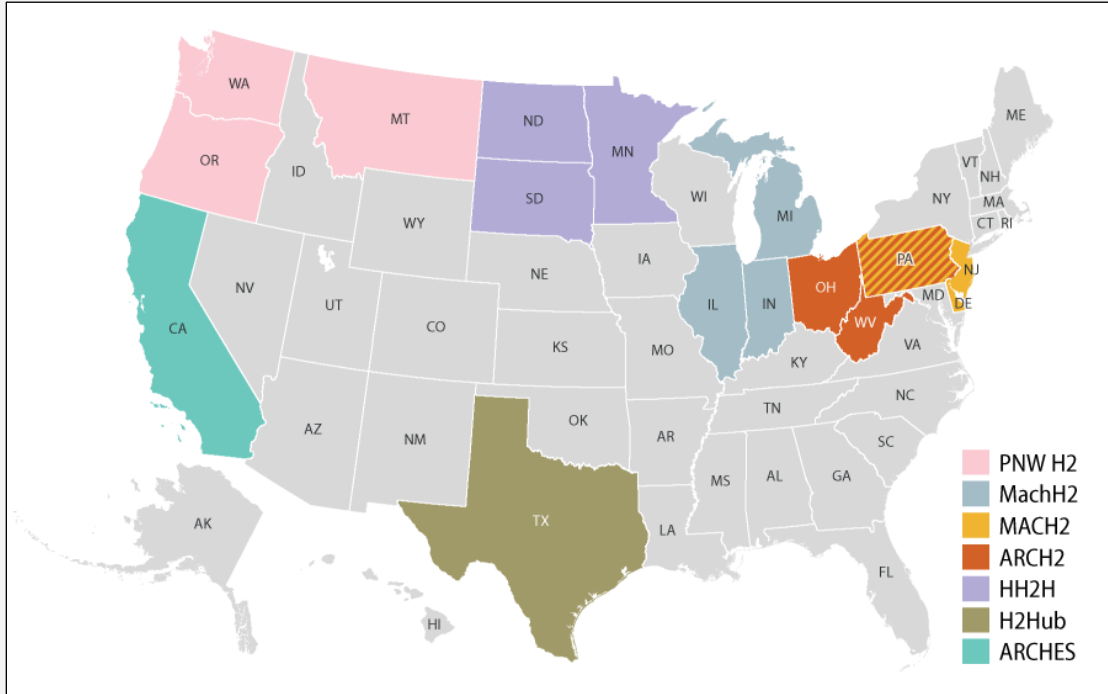 WA
MT
ND
MN
OR
ID
SD
WI
MI
WY
ME
VT
NH
NY
MA
CT
RI
IA
NE
PA
NJ
OH
MD
DE
NV
UT
CO
IL
IN
WV
VA
CA
KS
MO
KY
NC
TN
AZ
NM
OK
AR
SC
MS
AL
GA
TX
LA
AK
FL
HI
PNW H2
MachH2
MACH2
ARCH2
HH2H
H2Hub
ARCHES